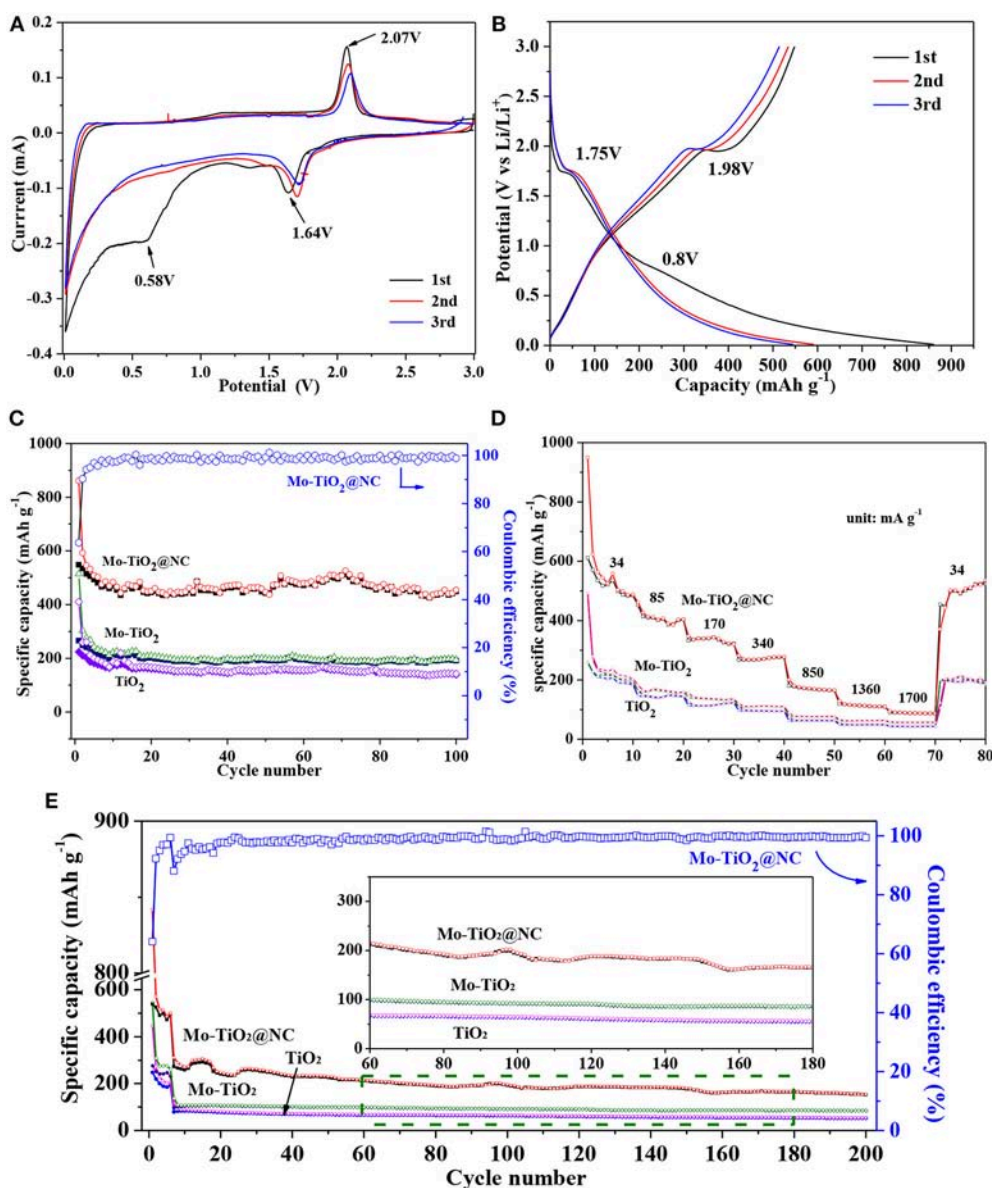 A
0.2
0.1
0.0
-0.1
-0.2
-0.3
-0.4
Currrent (mA)
2.07V
1.64V
0.58V
1st
2nd
3rd
0.0 0.5 1.0 1.5 2.0 2.5 3.0
Potential (V)
B
3.0
2.5
2.0
1.5
1.0
0.5
0.0
Potential (V vs Li/Li⁺)
1st
2nd
3rd
1.75V
1.98V
0.8V
0 100 200 300 400 500 600 700 800 900
Capacity (mAh g⁻¹)
C
1000
800
600
400
200
0
Specific capacity (mAh g⁻¹)
Mo-TiO₂@NC
Mo-TiO₂@NC
Mo-TiO₂
TiO₂
100
80
60
40
20
0
Coulombic efficiency (%)
0 20 40 60 80 100
Cycle number
D
1000
800
600
400
200
0
specific capacity (mAh g⁻¹)
unit: mA g⁻¹
34
85
170
340
850
1360
1700
34
Mo-TiO₂@NC
Mo-TiO₂
TiO₂
0 10 20 30 40 50 60 70 80
Cycle number
E
900
800
600
500
400
300
200
100
0
Specific capacity (mAh g⁻¹)
Mo-TiO₂@NC
350
300
200
100
0
Mo-TiO₂@NC
Mo-TiO₂
TiO₂
60 80 100 120 140 160 180
Mo-TiO₂@NC
TiO₂
Mo-TiO₂
100
80
60
40
20
0
Coulombic efficiency (%)
0 20 40 60 80 100 120 140 160 180 200
Cycle number